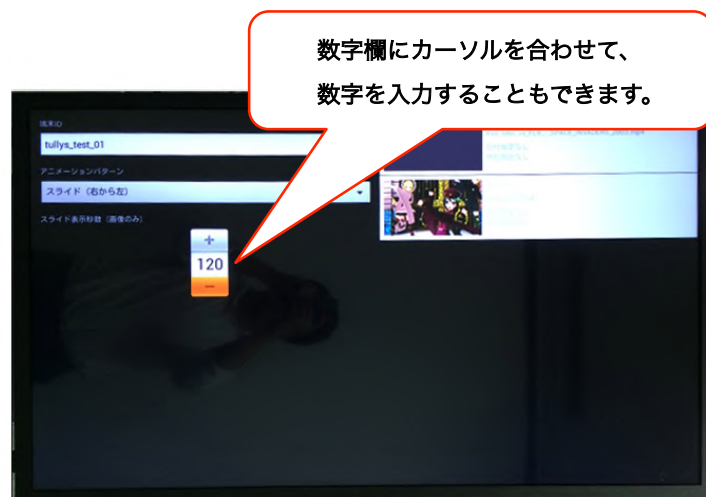 数字欄にカーソルを合わせて、
数字を入力することもできます。
端末ID
tullys_test_01
アニメーションパターン
スライド（右から左）
スライド表示秒数（画像のみ）
+
120
−